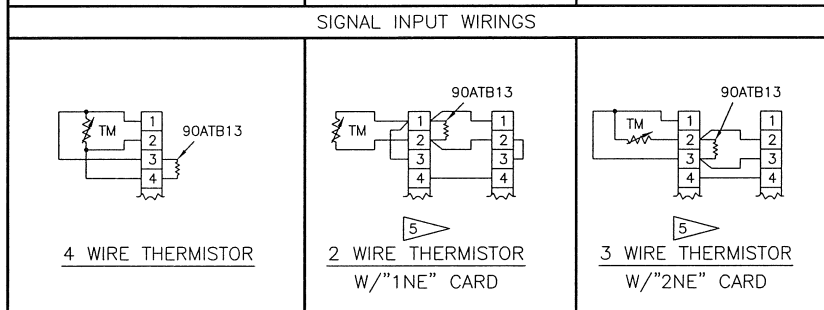 SIGNAL INPUT WIRINGS
TM
1
2
3
4
90ATB13
4 WIRE THERMISTOR
TM
90ATB13
1
2
3
4
1
2
3
4
5
2 WIRE THERMISTOR
W/"1NE" CARD
TM
90ATB13
1
2
3
4
1
2
3
4
5
3 WIRE THERMISTOR
W/"2NE" CARD